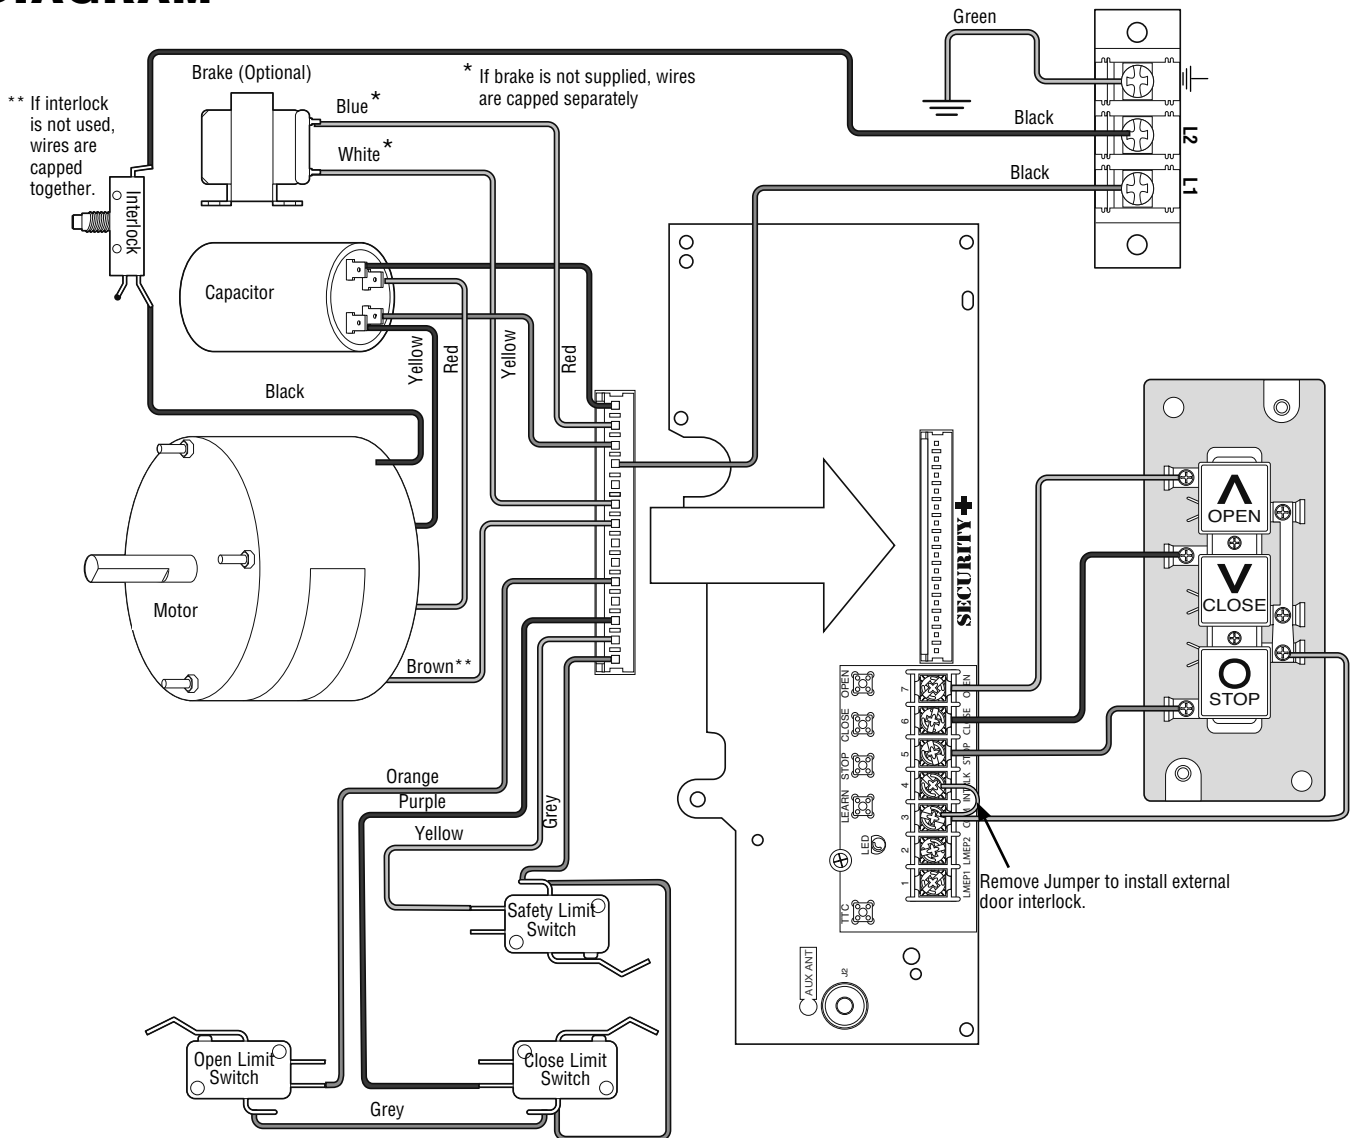 DIAGRAM
Green
Brake (Optional)
* If brake is not supplied, wires
are capped separately
** If interlock
is not used,
wires are
capped
together.
Blue*
White*
Black
L2
Black
L1
Interlock
Capacitor
Yellow
Red
Yellow
Red
Black
Motor
Brown**
SECURITY+
OPEN
CLOSE
STOP
OPEN
CLOSE
STOP
LEARN
LED
TTC
7
6
5
4
3
2
1
OPEN
CLOSE
STOP
LMEP2
LMEP1
Orange
Purple
Yellow
Grey
Remove Jumper to install external
door interlock.
Safety Limit
Switch
AUX ANT
J2
Open Limit
Switch
Close Limit
Switch
Grey